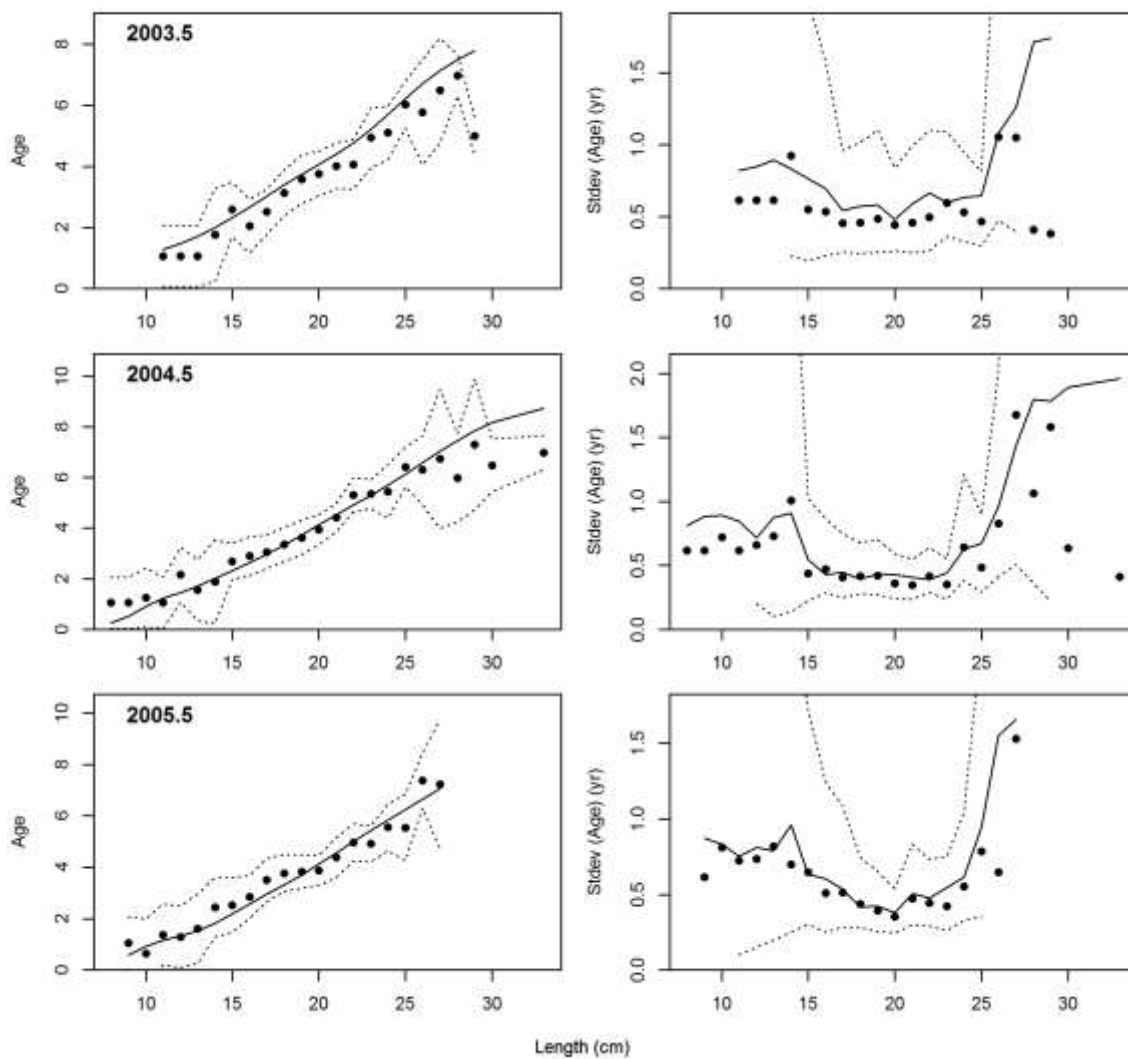 2003.5
Age
0 2 4 6 8
10 15 20 25 30
Stdev (Age) (yr)
0.0 0.5 1.0 1.5
10 15 20 25 30
2004.5
Age
0 2 4 6 8 10
10 15 20 25 30
Stdev (Age) (yr)
0.0 0.5 1.0 1.5 2.0
10 15 20 25 30
2005.5
Age
0 2 4 6 8 10
10 15 20 25 30
Stdev (Age) (yr)
0.0 0.5 1.0 1.5
10 15 20 25 30
Length (cm)